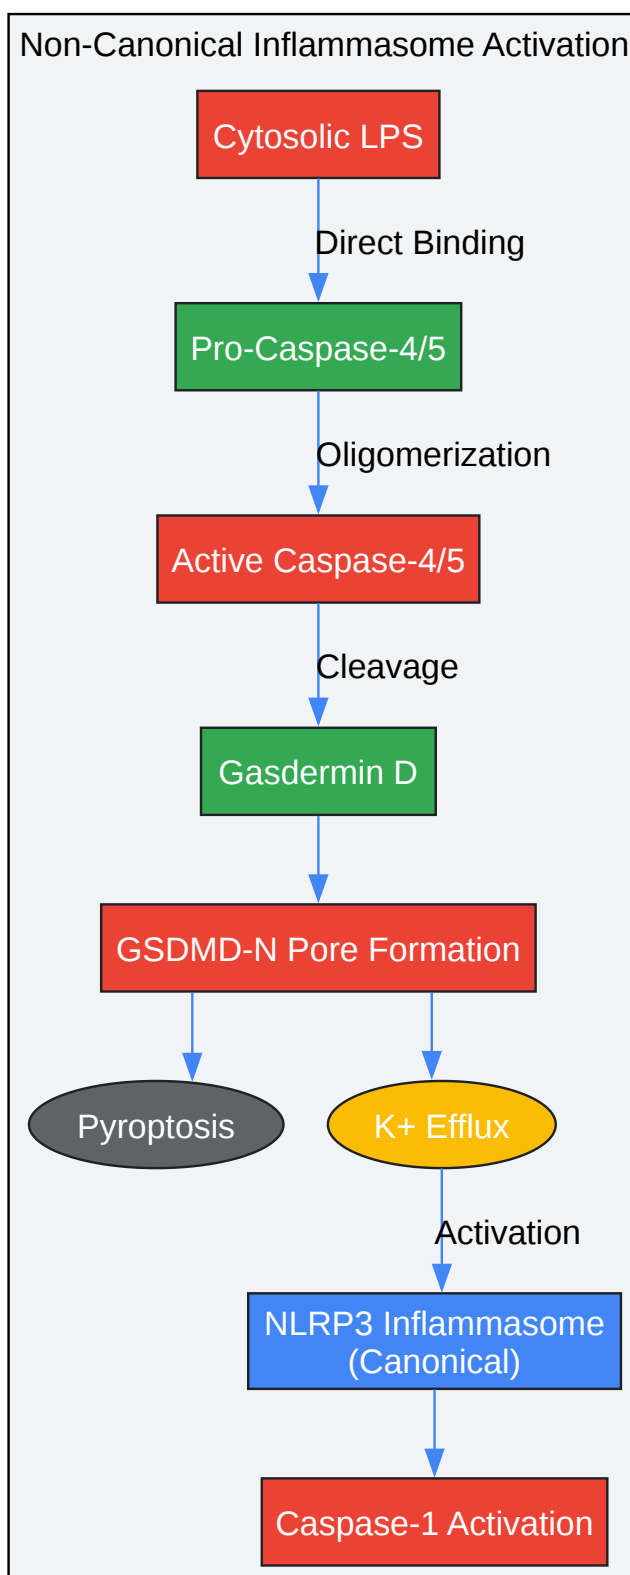 Non-Canonical Inflammasome Activation
Cytosolic LPS
Direct Binding
Pro-Caspase-4/5
Oligomerization
Active Caspase-4/5
Cleavage
Gasdermin D
GSDMD-N Pore Formation
Pyroptosis
K+ Efflux
Activation
NLRP3 Inflammasome
(Canonical)
Caspase-1 Activation